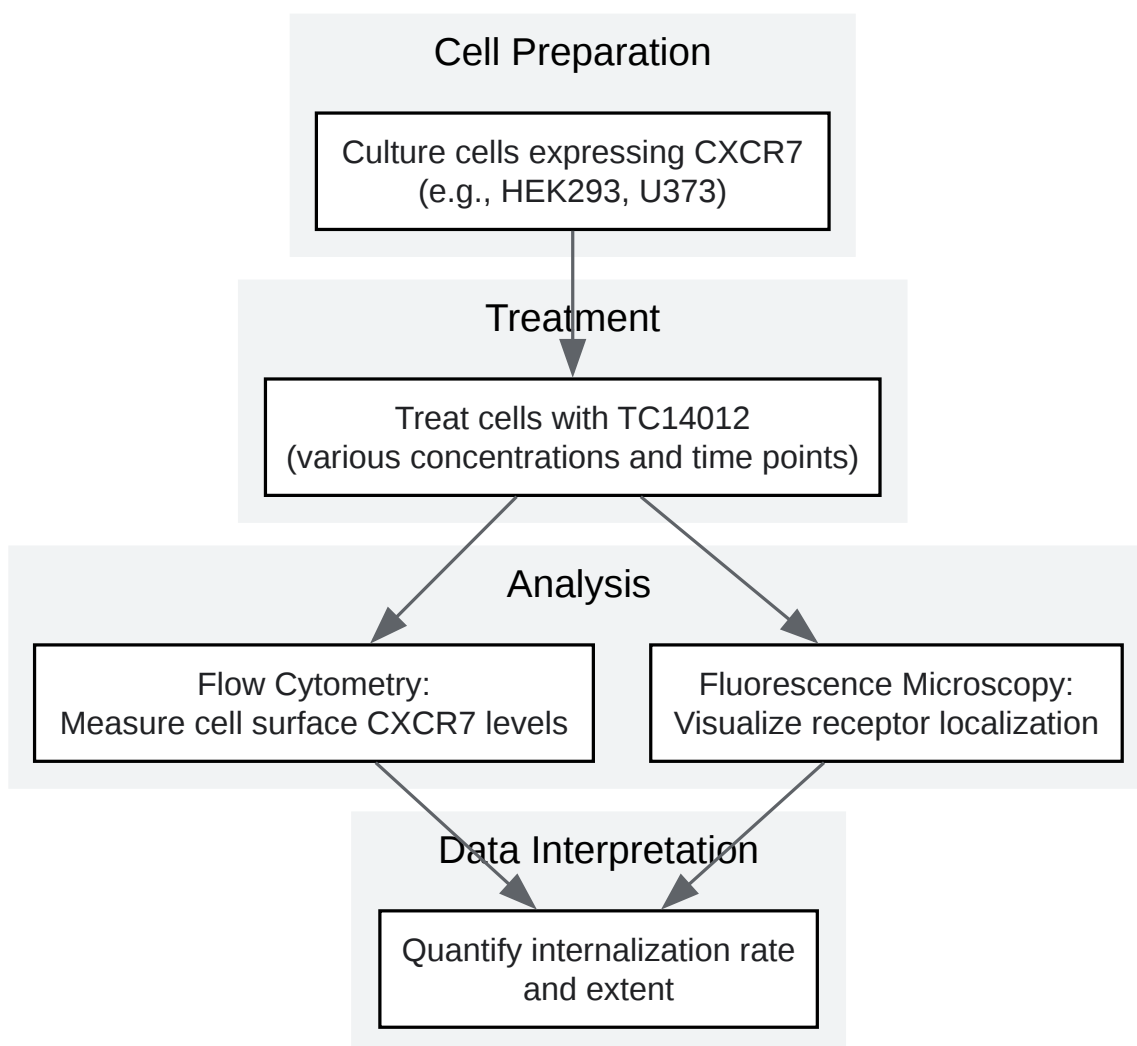 Cell Preparation
Culture cells expressing CXCR7
(e.g., HEK293, U373)
Treatment
Treat cells with TC14012
(various concentrations and time points)
Analysis
Flow Cytometry:
Measure cell surface CXCR7 levels
Fluorescence Microscopy:
Visualize receptor localization
Data Interpretation
Quantify internalization rate
and extent